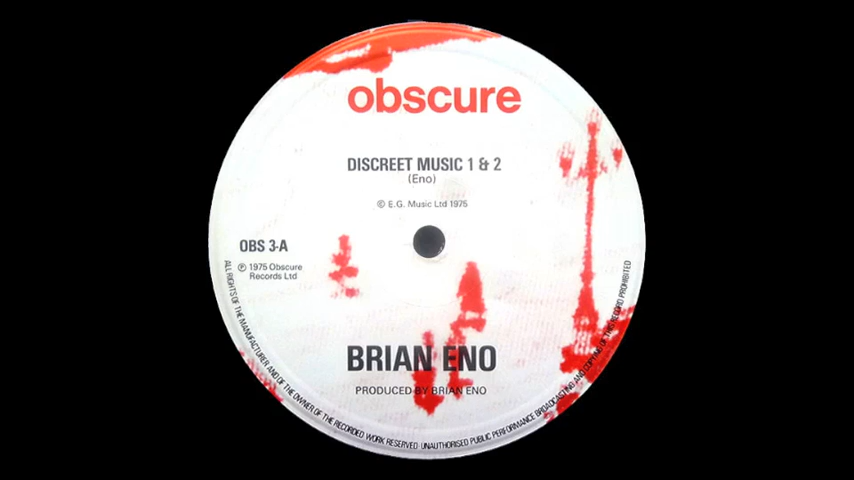 obscure
DISCREET MUSIC 1 & 2
(Eno)
© E.G. Music Ltd 1975
OBS 3-A
℗ 1975 Obscure
Records Ltd
BRIAN ENO
PRODUCED BY BRIAN ENO
ALL RIGHTS OF THE MANUFACTURER AND OF THE OWNER OF THE RECORDED WORK RESERVED UNAUTHORISED PUBLIC PERFORMANCE BROADCASTING AND COPYING OF THIS RECORD PROHIBITED